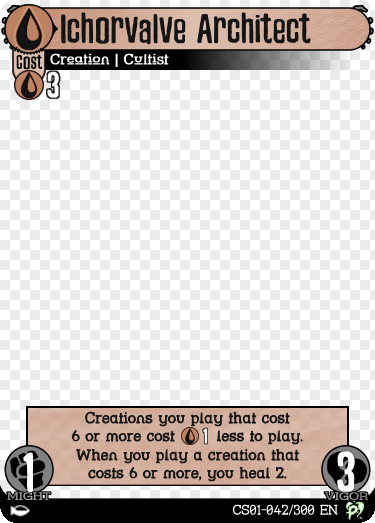 Ichorvalve Architect
Cost
Creation | Cultist
3
Creations you play that cost
6 or more cost 1 less to play.
When you play a creation that
costs 6 or more, you heal 2.
1
MIGHT
3
VIGOR
CS01-042/300 EN